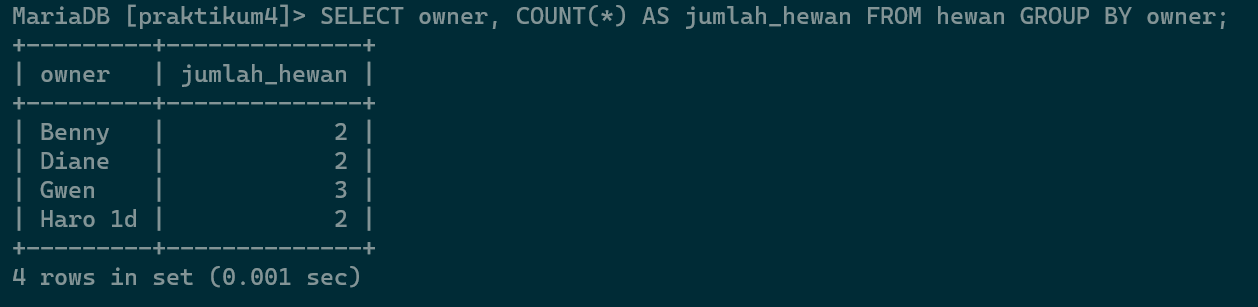 MariaDB [praktikum4]> SELECT owner, COUNT(*) AS jumlah_hewan FROM hewan GROUP BY owner;
+---------+--------------+
| owner   | jumlah_hewan |
+---------+--------------+
| Benny   |            2 |
| Diane   |            2 |
| Gwen    |            3 |
| Haro 1d |            2 |
+---------+--------------+
4 rows in set (0.001 sec)